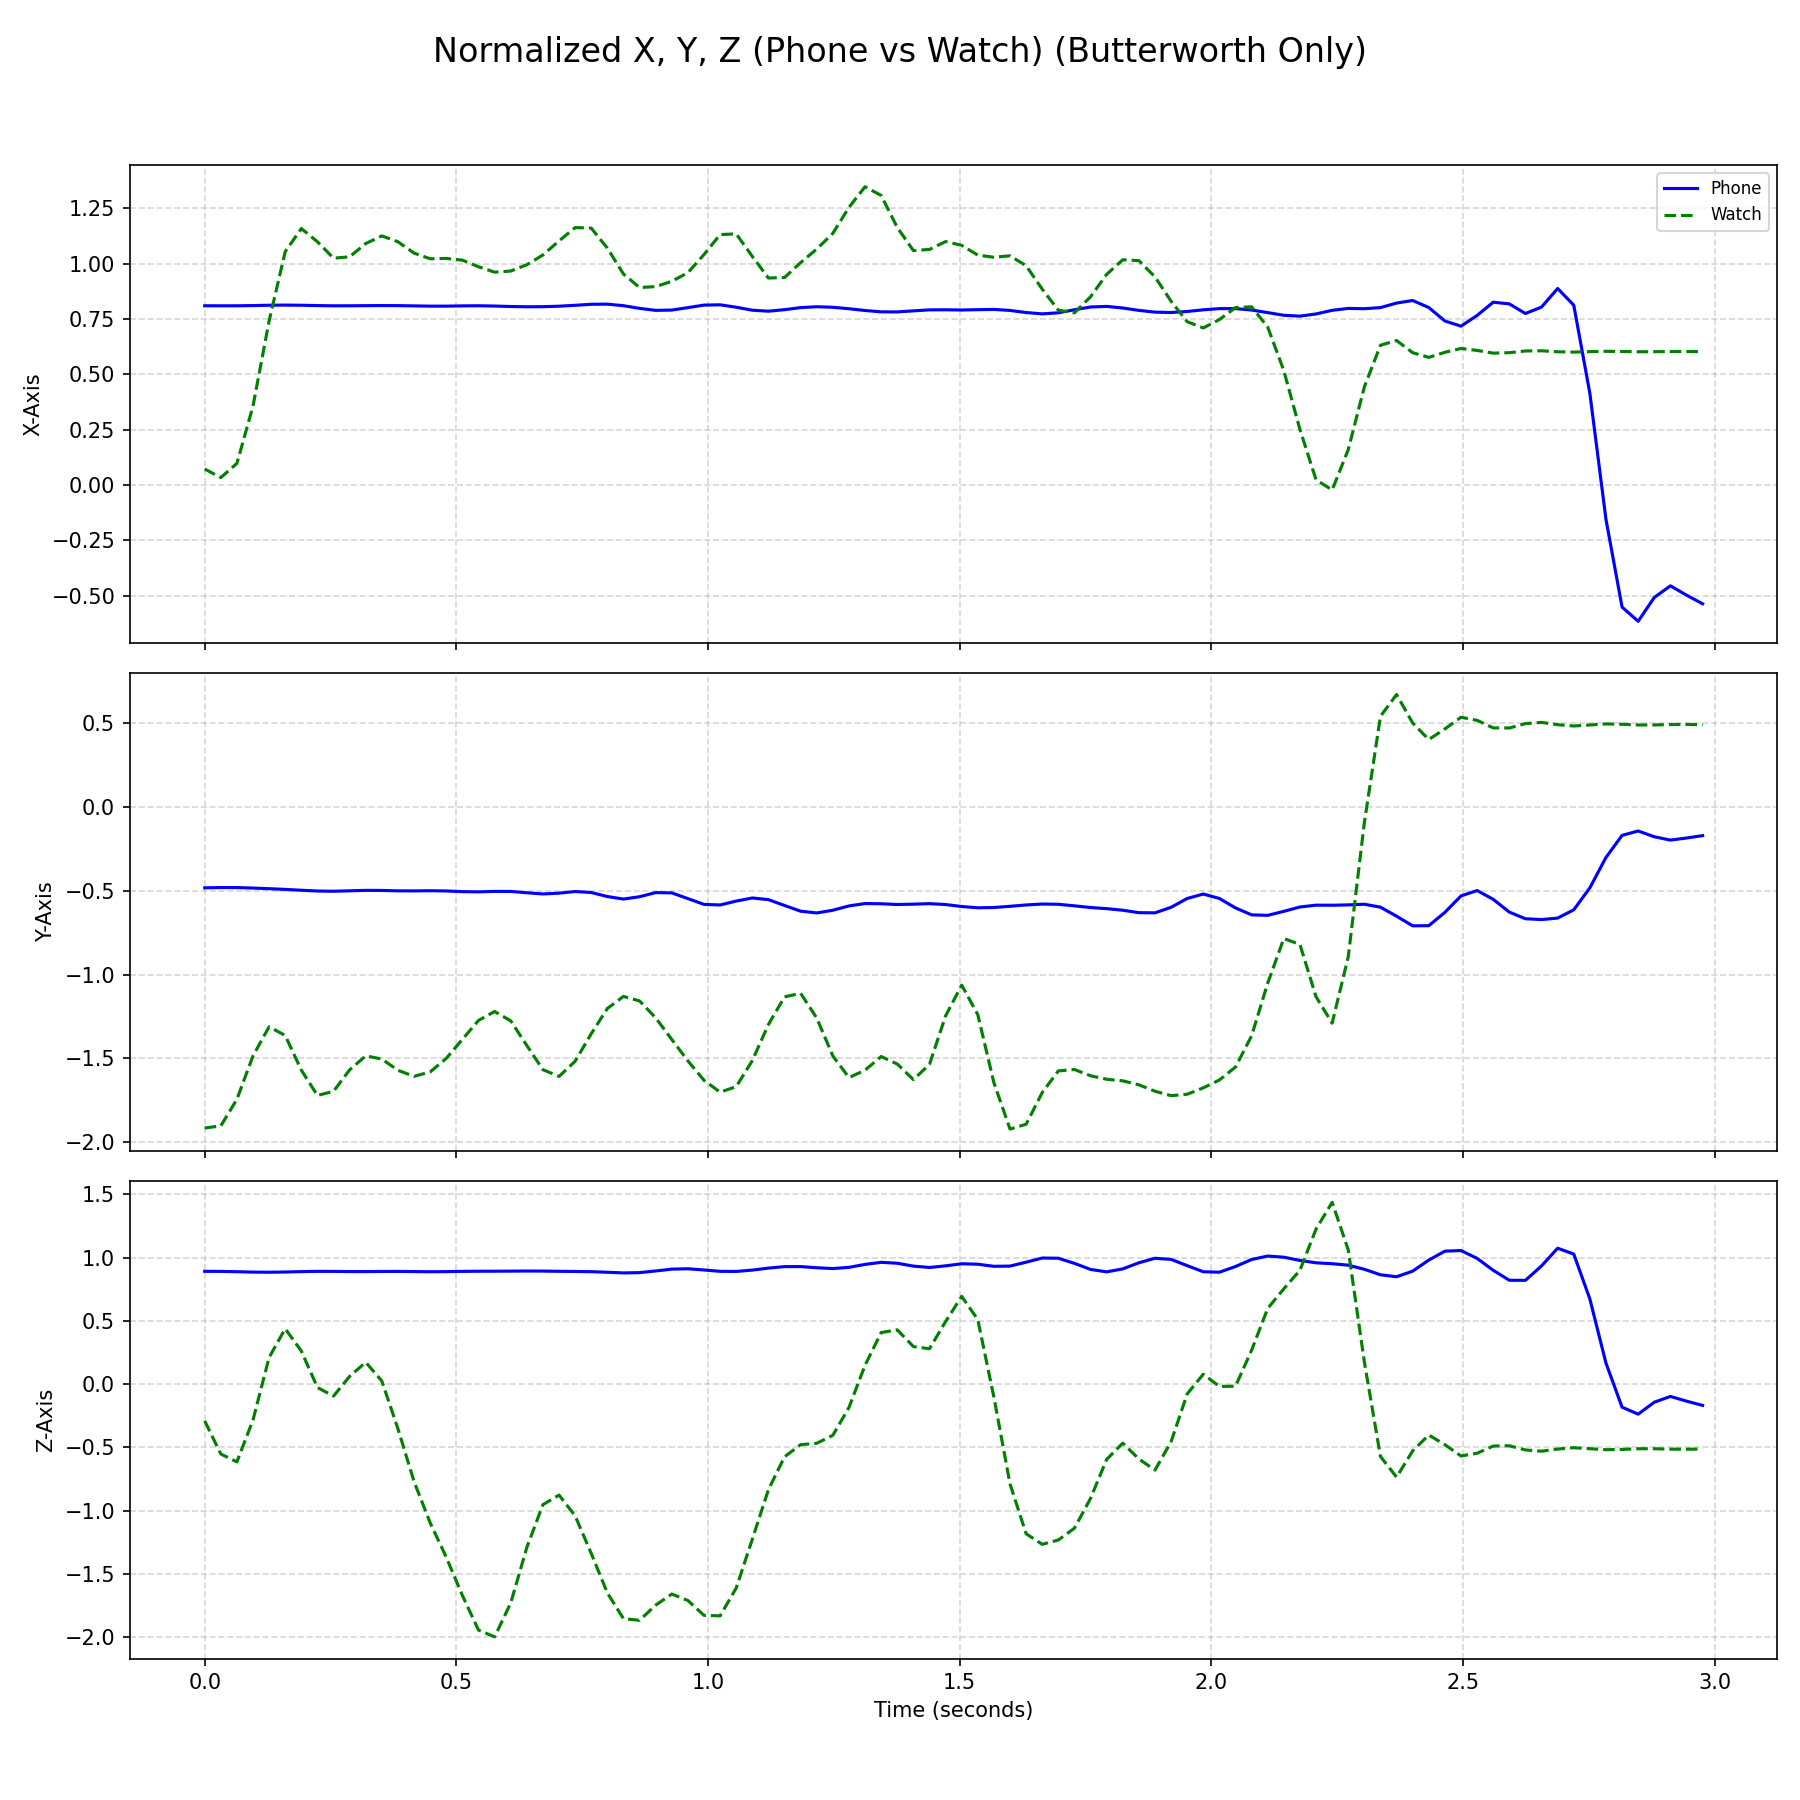 Normalized X, Y, Z (Phone vs Watch) (Butterworth Only)
Phone
Watch
1.25
1.00
0.75
0.50
0.25
0.00
−0.25
−0.50
X-Axis
0.5
0.0
−0.5
−1.0
−1.5
−2.0
Y-Axis
1.5
1.0
0.5
0.0
−0.5
−1.0
−1.5
−2.0
Z-Axis
0.0 0.5 1.0 1.5 2.0 2.5 3.0
Time (seconds)